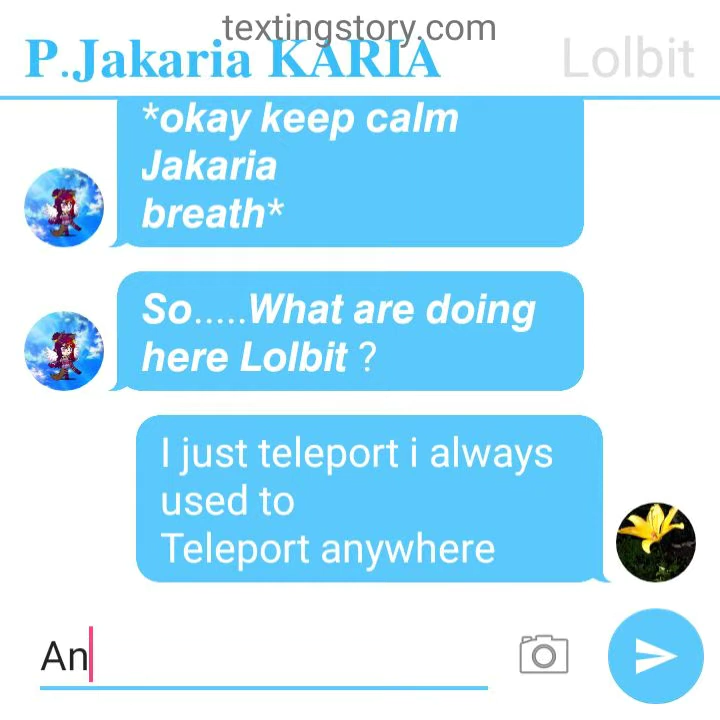 textingstory.com
P.Jakaria KARIA
Lolbit
*okay keep calm
Jakaria
breath*
So.....What are doing
here Lolbit ?
I just teleport i always
used to
Teleport anywhere
An